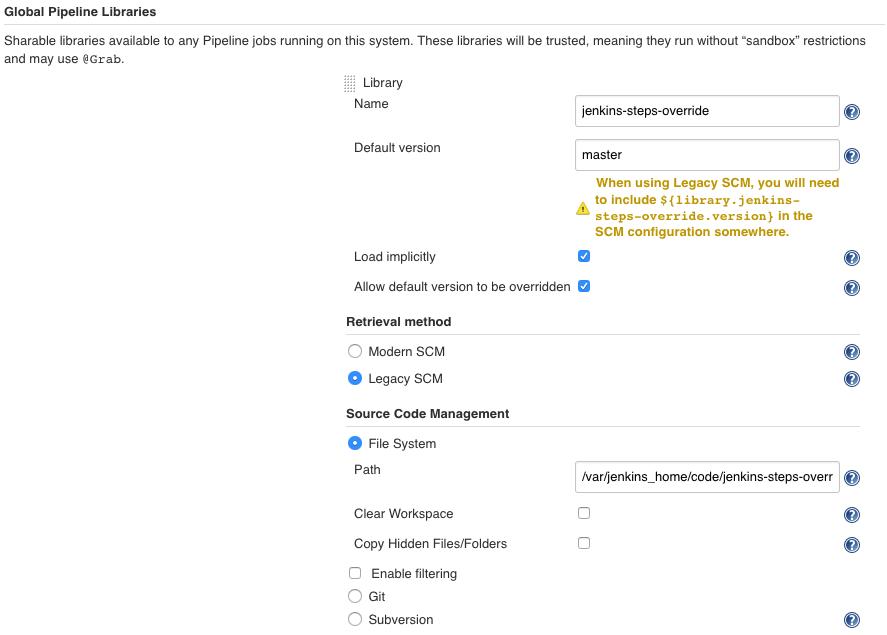 Global Pipeline Libraries
Sharable libraries available to any Pipeline jobs running on this system. These libraries will be trusted, meaning they run without “sandbox” restrictions
and may use @Grab.
Library
Name
jenkins-steps-override
Default version
master
When using Legacy SCM, you will need
to include ${library.jenkins-
steps-override.version} in the
SCM configuration somewhere.
Load implicitly
Allow default version to be overridden
Retrieval method
Modern SCM
Legacy SCM
Source Code Management
File System
Path
/var/jenkins_home/code/jenkins-steps-overr
Clear Workspace
Copy Hidden Files/Folders
Enable filtering
Git
Subversion